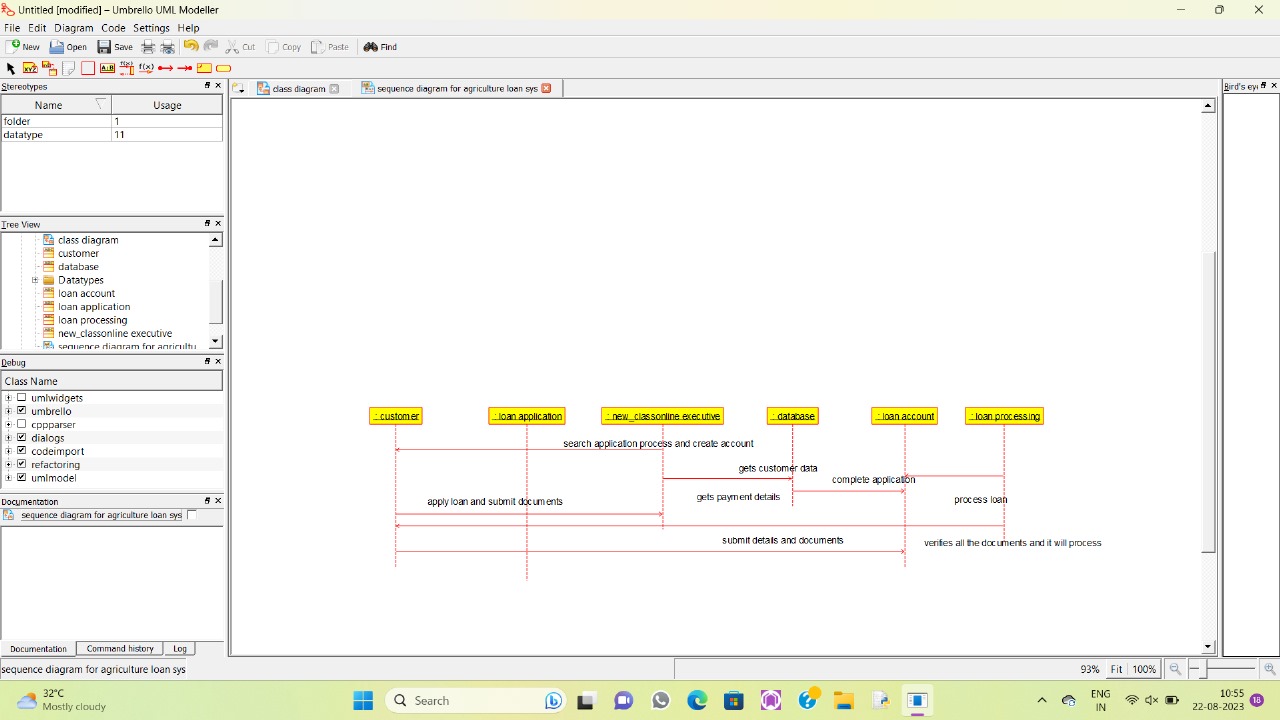 Untitled [modified] – Umbrello UML Modeller
File Edit Diagram Code Settings Help
New Open Save Cut Copy Paste Find
Stereotypes
Name Usage
folder 1
datatype 11
Tree View
class diagram
customer
database
Datatypes
loan account
loan application
loan processing
new_classonline executive
sequence diagram for agricultu
Debug
Class Name
umlwidgets
umbrello
cppparser
dialogs
codeimport
refactoring
umlmodel
Documentation
sequence diagram for agriculture loan sys
Documentation Command history Log
sequence diagram for agriculture loan sys
class diagram sequence diagram for agriculture loan sys
Bird's eye
: customer : loan application : new_classonline executive : database : loan account : loan processing
search application process and create account
gets customer data
complete application
gets payment details
process loan
apply loan and submit documents
submit details and documents
verifies all the documents and it will process
93% Fit 100%
32°C
Mostly cloudy
Search
ENG
IN
10:55
22-08-2023
18